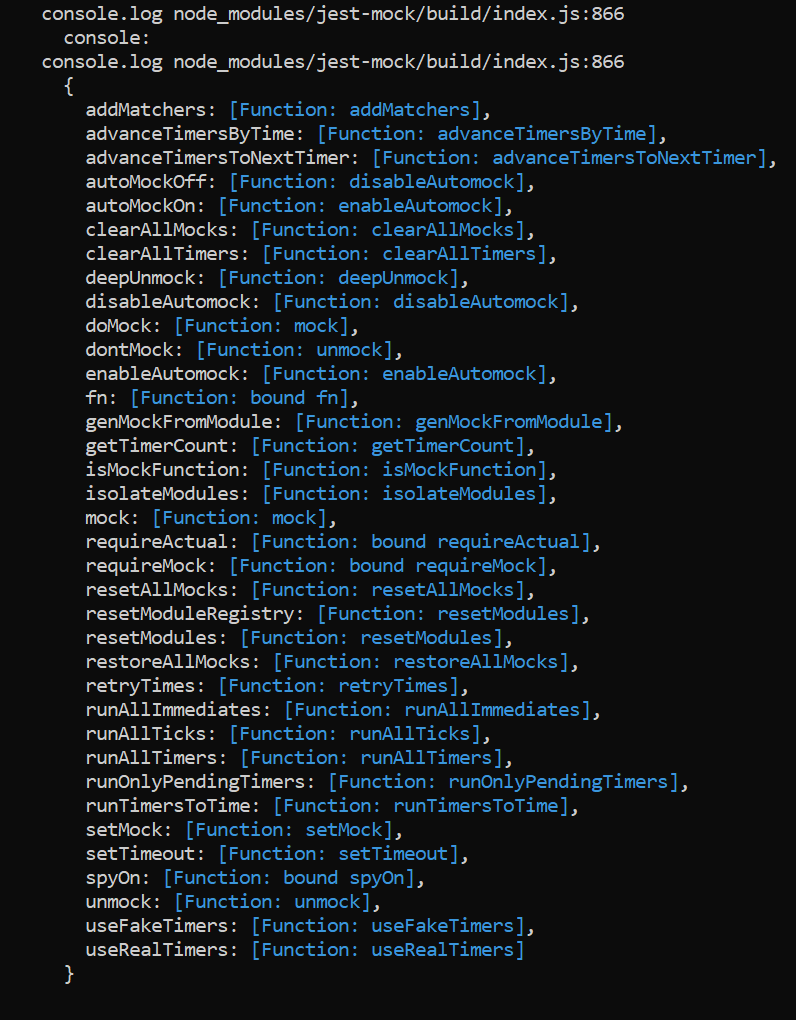 console.log node_modules/jest-mock/build/index.js:866
console:
console.log node_modules/jest-mock/build/index.js:866
{
addMatchers: [Function: addMatchers],
advanceTimersByTime: [Function: advanceTimersByTime],
advanceTimersToNextTimer: [Function: advanceTimersToNextTimer],
autoMockOff: [Function: disableAutomock],
autoMockOn: [Function: enableAutomock],
clearAllMocks: [Function: clearAllMocks],
clearAllTimers: [Function: clearAllTimers],
deepUnmock: [Function: deepUnmock],
disableAutomock: [Function: disableAutomock],
doMock: [Function: mock],
dontMock: [Function: unmock],
enableAutomock: [Function: enableAutomock],
fn: [Function: bound fn],
genMockFromModule: [Function: genMockFromModule],
getTimerCount: [Function: getTimerCount],
isMockFunction: [Function: isMockFunction],
isolateModules: [Function: isolateModules],
mock: [Function: mock],
requireActual: [Function: bound requireActual],
requireMock: [Function: bound requireMock],
resetAllMocks: [Function: resetAllMocks],
resetModuleRegistry: [Function: resetModules],
resetModules: [Function: resetModules],
restoreAllMocks: [Function: restoreAllMocks],
retryTimes: [Function: retryTimes],
runAllImmediates: [Function: runAllImmediates],
runAllTicks: [Function: runAllTicks],
runAllTimers: [Function: runAllTimers],
runOnlyPendingTimers: [Function: runOnlyPendingTimers],
runTimersToTime: [Function: runTimersToTime],
setMock: [Function: setMock],
setTimeout: [Function: setTimeout],
spyOn: [Function: bound spyOn],
unmock: [Function: unmock],
useFakeTimers: [Function: useFakeTimers],
useRealTimers: [Function: useRealTimers]
}